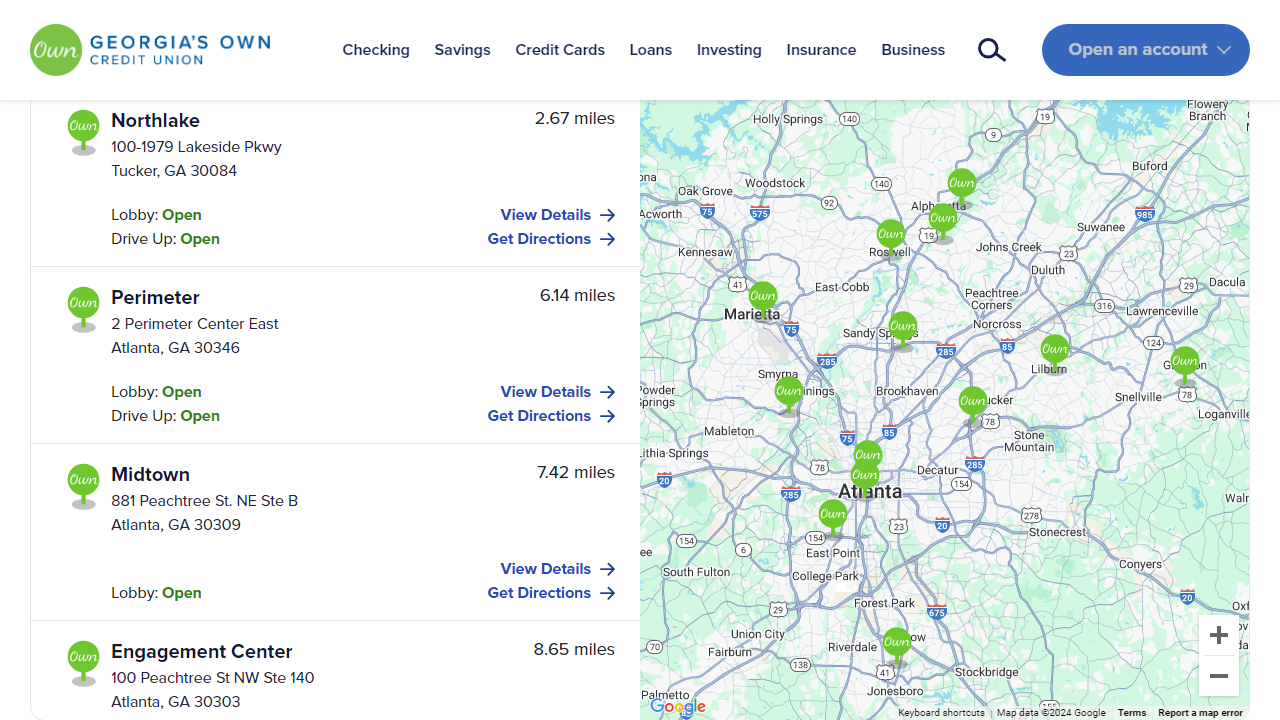 Own GEORGIA'S OWN
CREDIT UNION
Checking
Savings
Credit Cards
Loans
Investing
Insurance
Business
Open an account
Own
Northlake
2.67 miles
100-1979 Lakeside Pkwy
Tucker, GA 30084
Lobby: Open
View Details
Drive Up: Open
Get Directions
Own
Perimeter
6.14 miles
2 Perimeter Center East
Atlanta, GA 30346
Lobby: Open
View Details
Drive Up: Open
Get Directions
Own
Midtown
7.42 miles
881 Peachtree St. NE Ste B
Atlanta, GA 30309
View Details
Lobby: Open
Get Directions
Own
Engagement Center
8.65 miles
100 Peachtree St NW Ste 140
Atlanta, GA 30303
Flowery
Branch
Holly Springs
140
19
9
Buford
Woodstock
Oak Grove
140
Own
92
Acworth
75
575
Alpharetta
Own
985
Suwanee
Own
19
Roswell
Kennesaw
Johns Creek
23
Duluth
41
East Cobb
29
Dacula
Own
Peachtree
Corners
316
Lawrenceville
Marietta
75
Norcross
Own
Sandy Springs
285
285
85
124
Own
Lilburn
Own
Smyrna
78
Snellville
Powder
Springs
Own
Brookhaven
Own
Tucker
78
Loganville
Mableton
75
85
Stone
Mountain
Lithia Springs
Own
78
Decatur
285
20
Own
154
285
Atlanta
Own
278
23
20
Stonecrest
154
154
6
East Point
Conyers
South Fulton
College Park
20
29
Forest Park
675
Union City
Own
Riverdale
70
Fairburn
138
41
Stockbridge
Jonesboro
Palmetto
85
155
Google
Keyboard shortcuts
Map data ©2024 Google
Terms
Report a map error